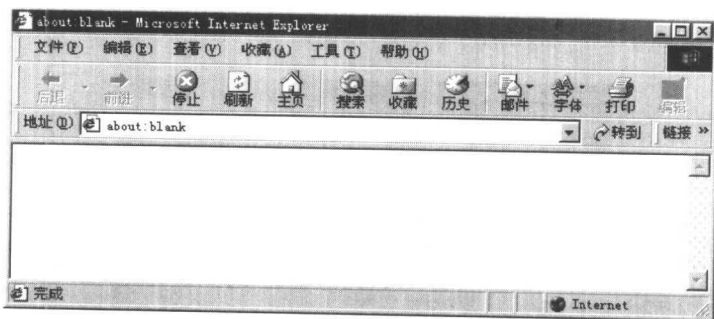 about:blank - Microsoft Internet Explorer
文件(F) 编辑(E) 查看(V) 收藏(A) 工具(T) 帮助(H)
后退 前进 停止 刷新 主页 搜索 收藏 历史 邮件 字体 打印 编辑
地址(D) about:blank 转到 链接 »
完成 Internet